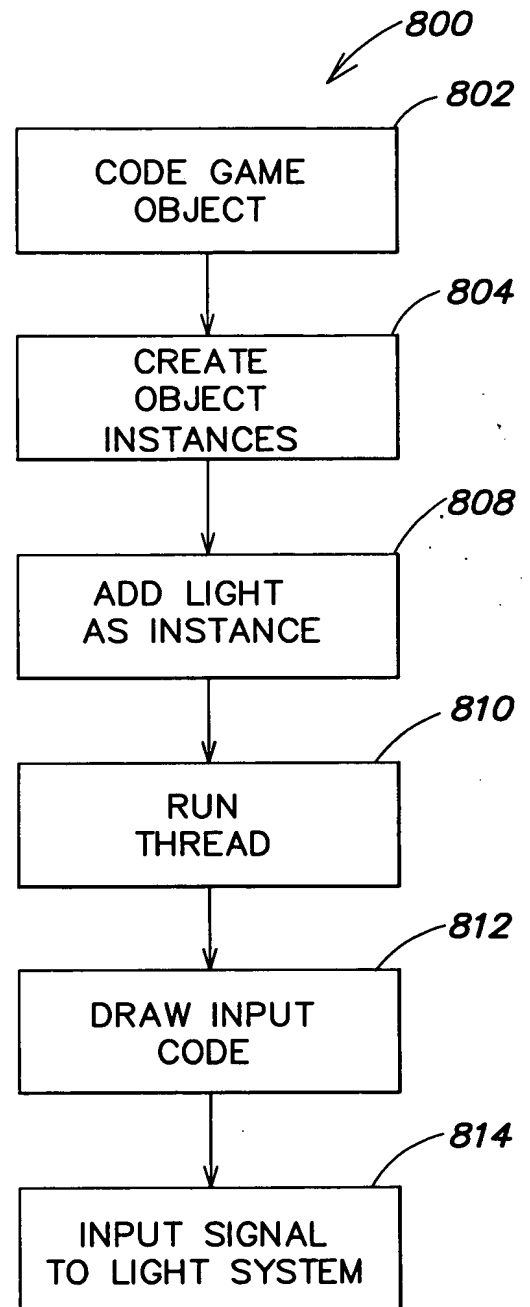 800
802
CODE GAME
OBJECT
804
CREATE
OBJECT
INSTANCES
808
ADD LIGHT
AS INSTANCE
810
RUN
THREAD
812
DRAW INPUT
CODE
814
INPUT SIGNAL
TO LIGHT SYSTEM